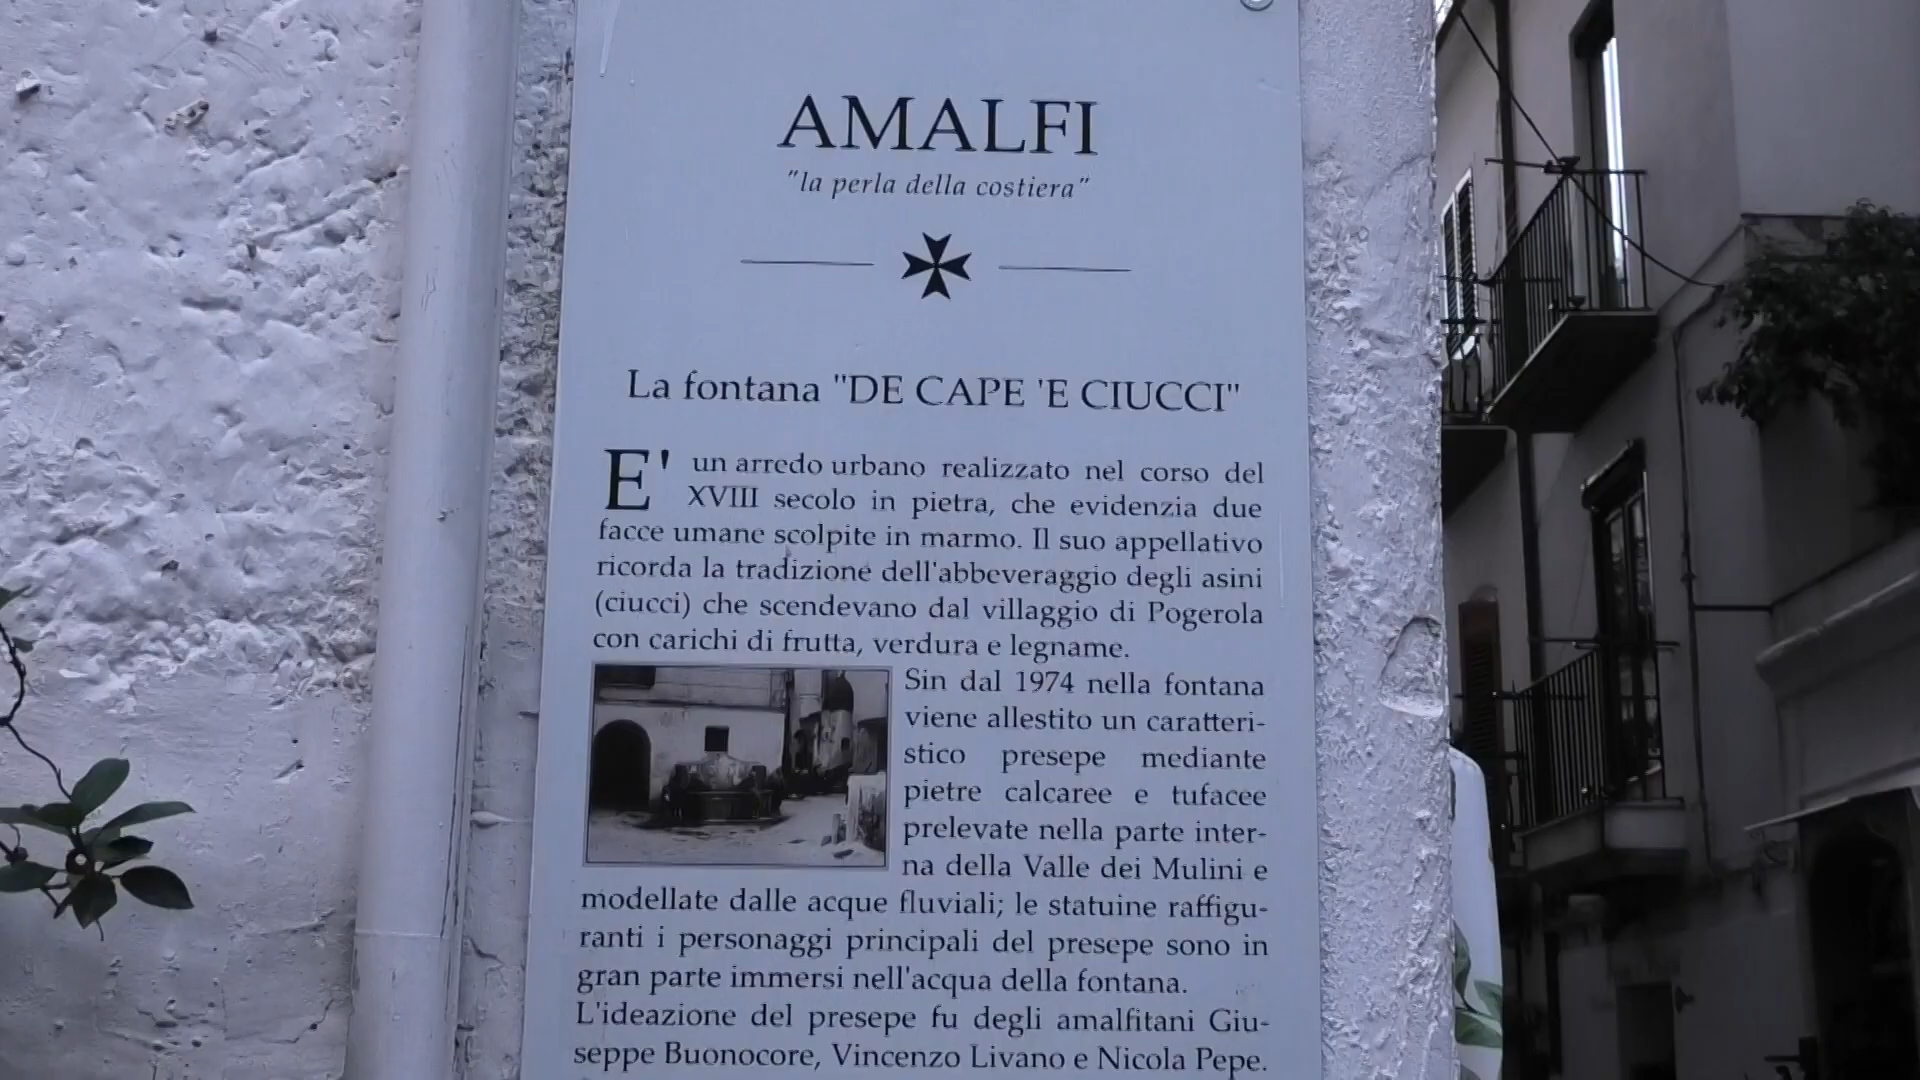 AMALFI
"la perla della costiera"
La fontana "DE CAPE 'E CIUCCI"
E' un arredo urbano realizzato nel corso del
XVIII secolo in pietra, che evidenzia due
facce umane scolpite in marmo. Il suo appellativo
ricorda la tradizione dell'abbeveraggio degli asini
(ciucci) che scendevano dal villaggio di Pogerola
con carichi di frutta, verdura e legname.
Sin dal 1974 nella fontana
viene allestito un caratteri-
stico presepe mediante
pietre calcaree e tufacee
prelevate nella parte inter-
na della Valle dei Mulini e
modellate dalle acque fluviali; le statuine raffigu-
ranti i personaggi principali del presepe sono in
gran parte immersi nell'acqua della fontana.
L'ideazione del presepe fu degli amalfitani Giu-
seppe Buonocore, Vincenzo Livano e Nicola Pepe.